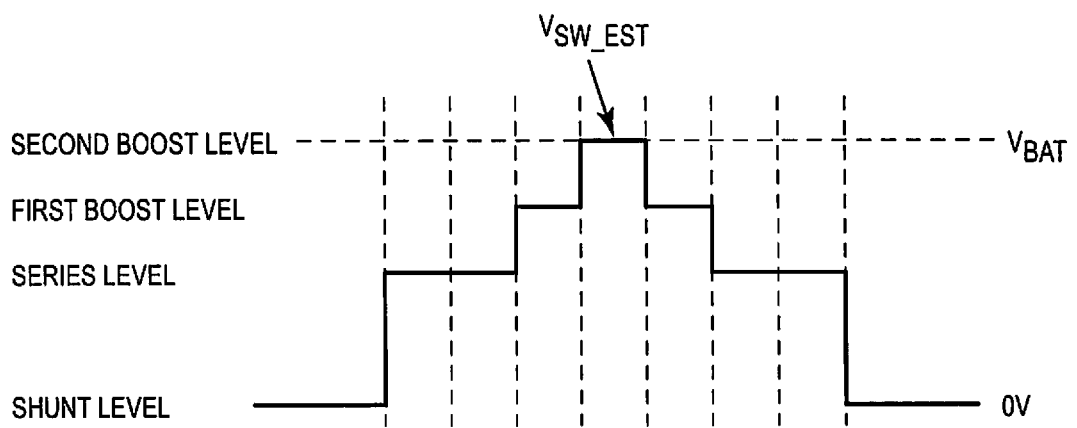 V_SW_EST
SECOND BOOST LEVEL
V_BAT
FIRST BOOST LEVEL
SERIES LEVEL
SHUNT LEVEL
0V